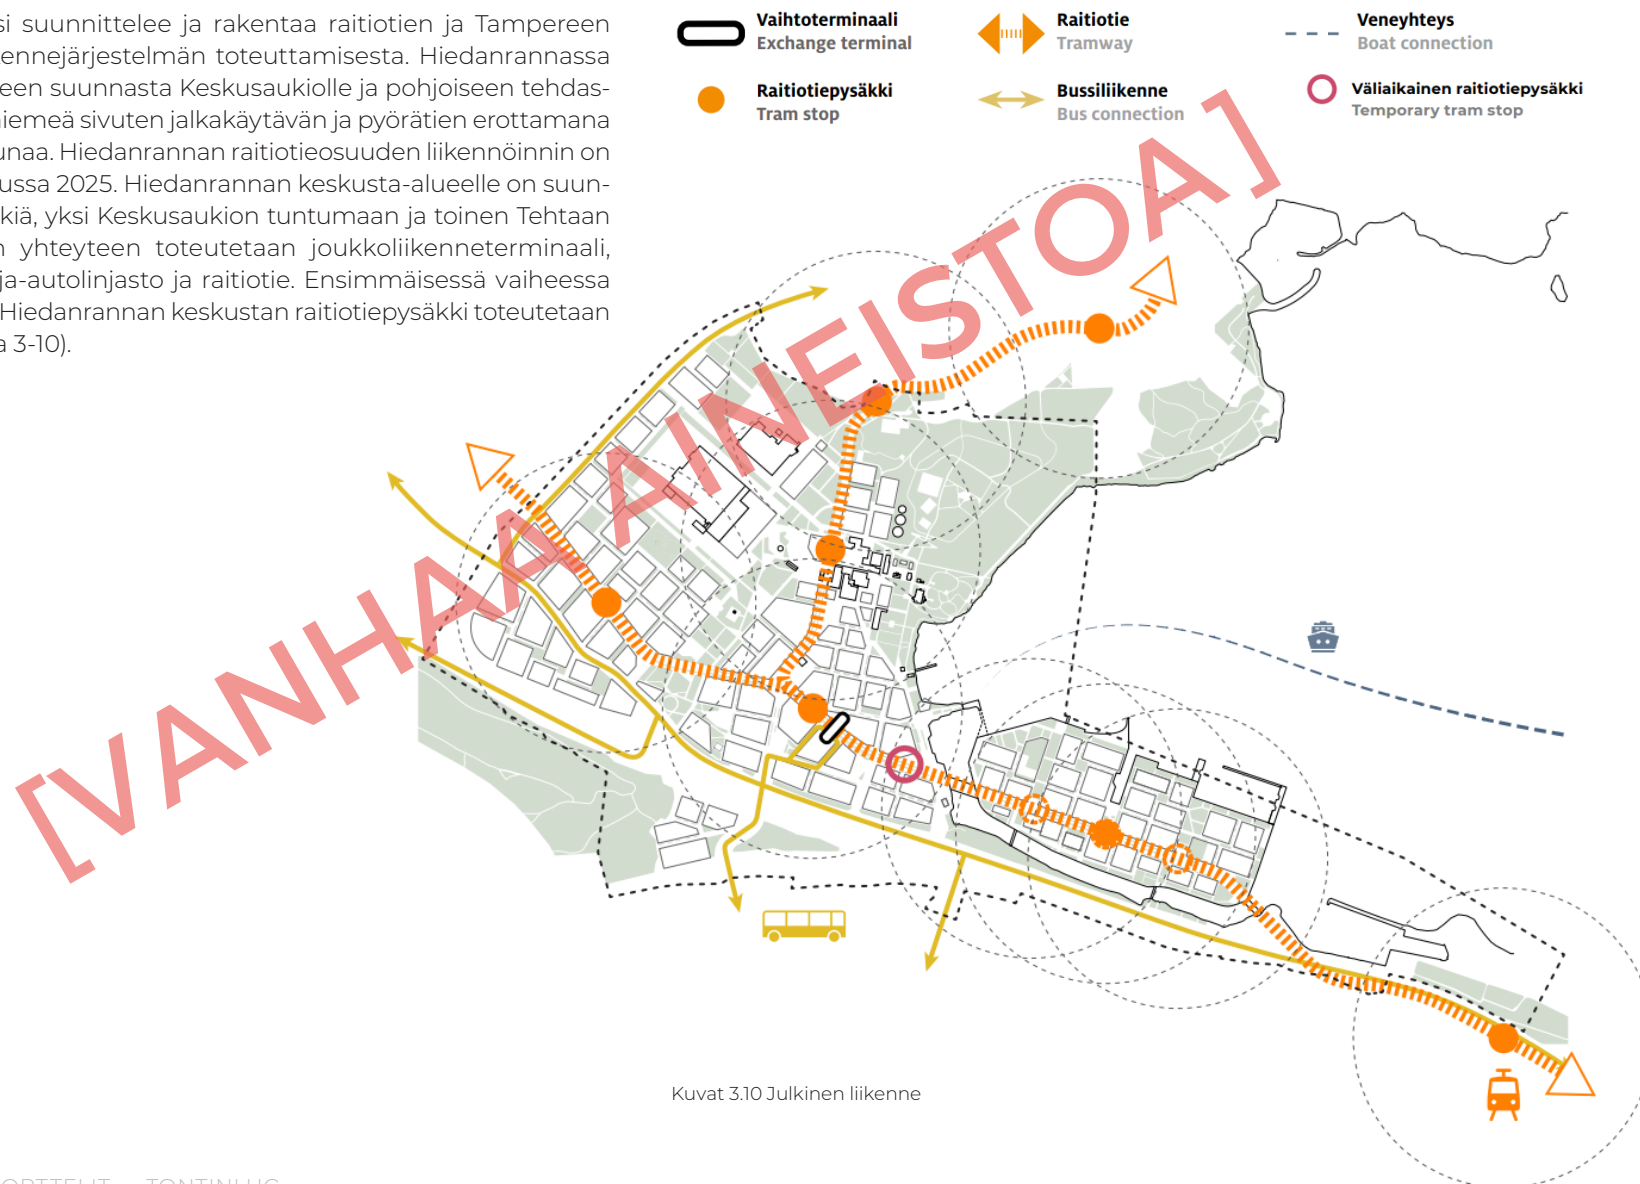 si suunnittelee ja rakentaa raitiotien ja Tampereen
kennejärjestelmän toteuttamisesta. Hiedanrannassa
een suunnasta Keskusaukiolle ja pohjoiseen tehdas-
niemeä sivuten jalkakäytävän ja pyörätien erottamana
unaa. Hiedanrannan raitiotieosuuden liikennöinnin on
ussa 2025. Hiedanrannan keskusta-alueelle on suun-
kiä, yksi Keskusaukion tuntumaan ja toinen Tehtaan
n yhteyteen toteutetaan joukkoliikenneterminaali,
ja-autolinjasto ja raitiotie. Ensimmäisessä vaiheessa
Hiedanrannan keskustan raitiotiepysäkki toteutetaan
a 3-10).
Vaihtoterminaali
Exchange terminal
Raitiotie
Tramway
Veneyhteys
Boat connection
Raitiotiepysäkki
Tram stop
Bussiliikenne
Bus connection
Väliaikainen raitiotiepysäkki
Temporary tram stop
[VANHAA AINEISTOA]
Kuvat 3.10 Julkinen liikenne